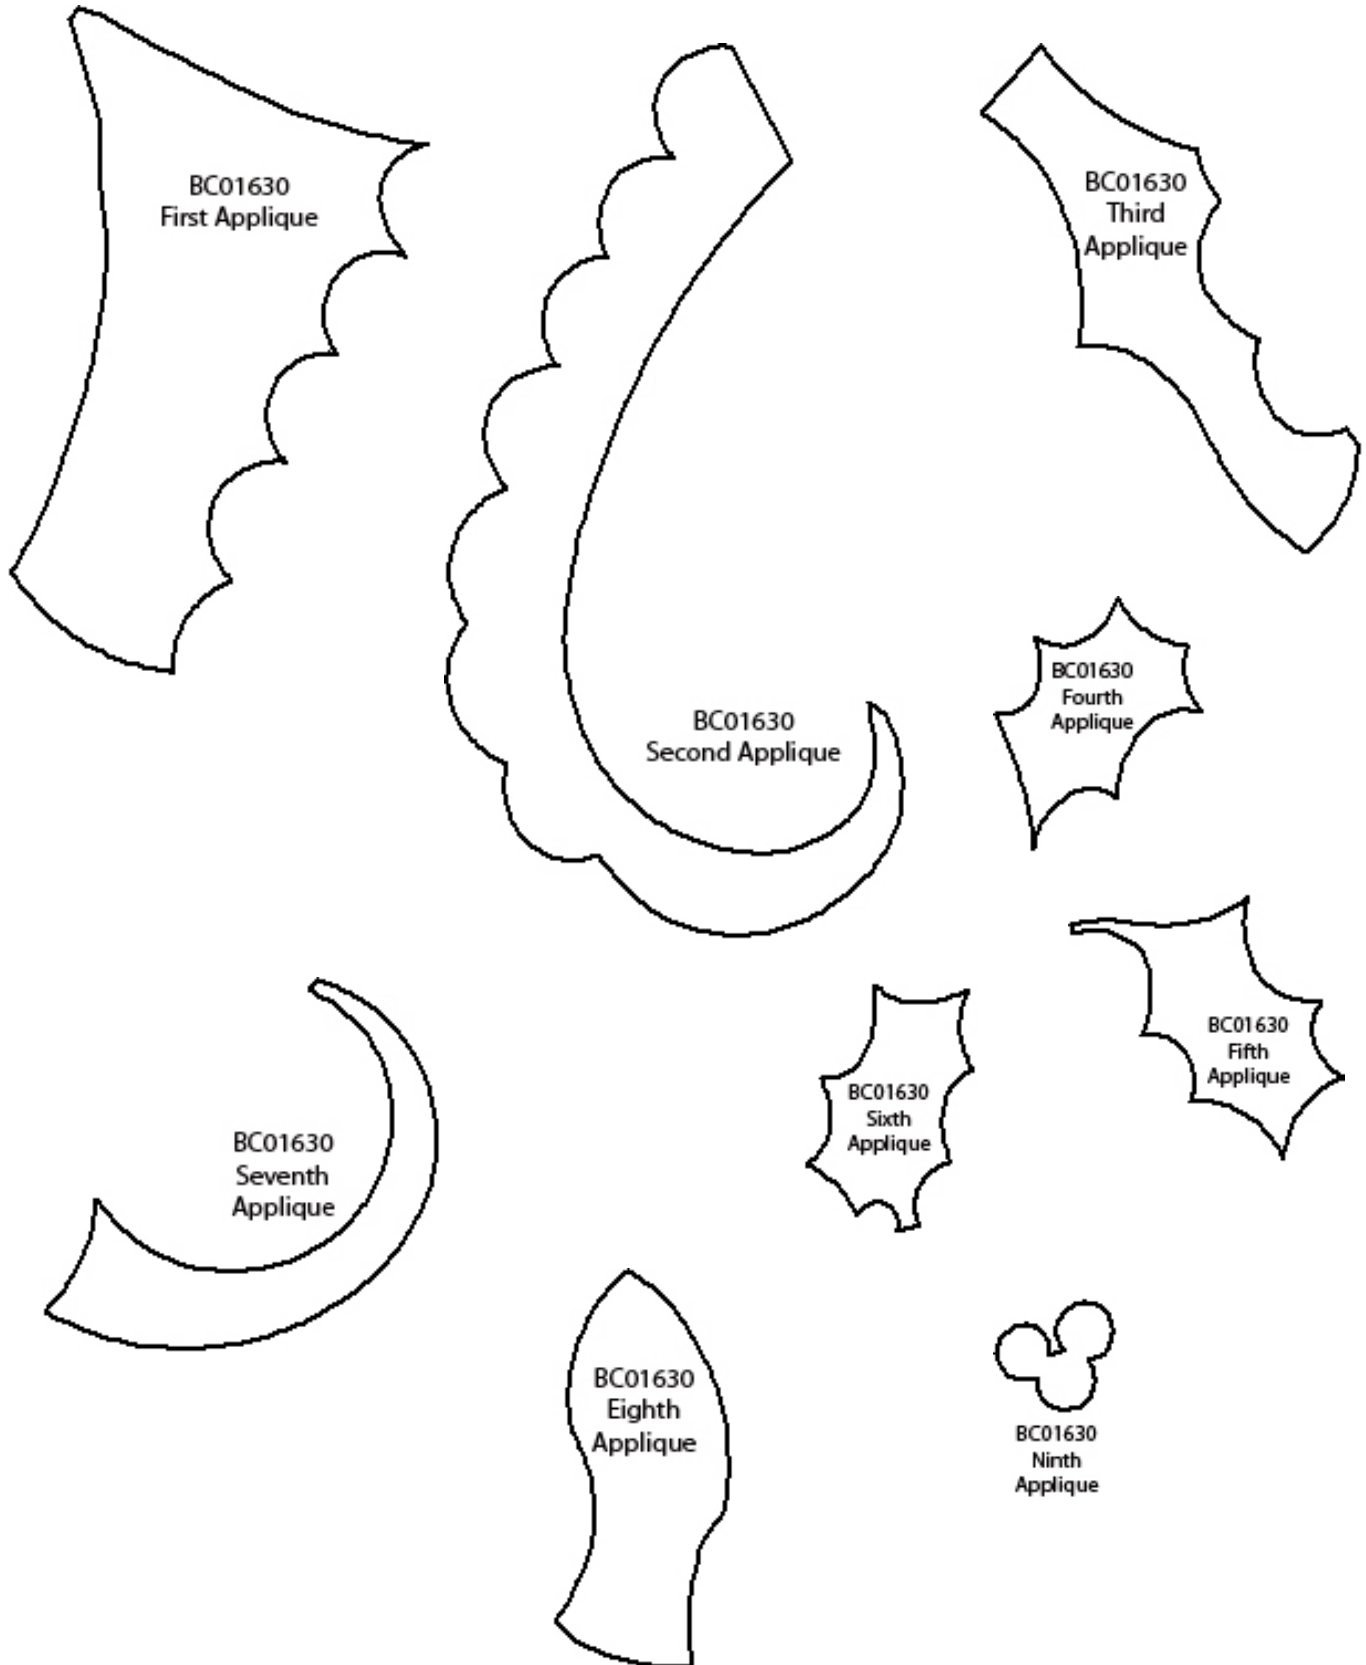 BC01630
First Applique
BC01630
Second Applique
BC01630
Third
Applique
BC01630
Fourth
Applique
BC01630
Fifth
Applique
BC01630
Sixth
Applique
BC01630
Seventh
Applique
BC01630
Eighth
Applique
BC01630
Ninth
Applique